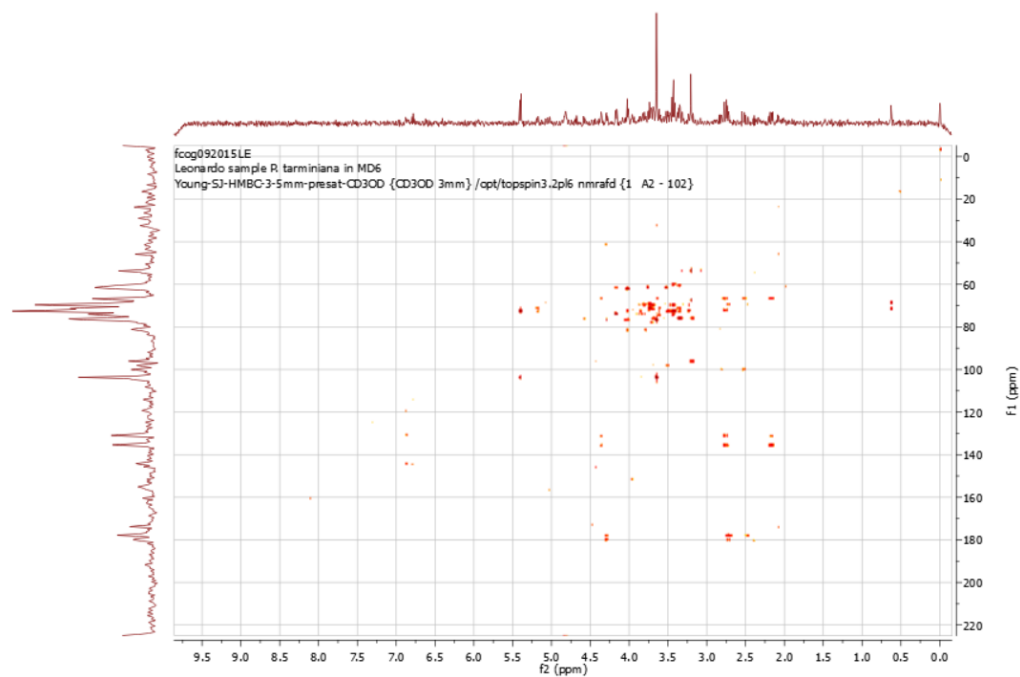 fcog092015LE
Leonardo sample P. tarminiana in MD6
Young-SJ-HMBC-3-5mm-presat-CD3OD {CD3OD 3mm} /opt/topspin3.2pl6 nmrafd {1 A2 - 102}
0
20
40
60
80
100
120
140
160
180
200
220
f1 (ppm)
9.5 9.0 8.5 8.0 7.5 7.0 6.5 6.0 5.5 5.0 4.5 4.0 3.5 3.0 2.5 2.0 1.5 1.0 0.5 0.0
f2 (ppm)